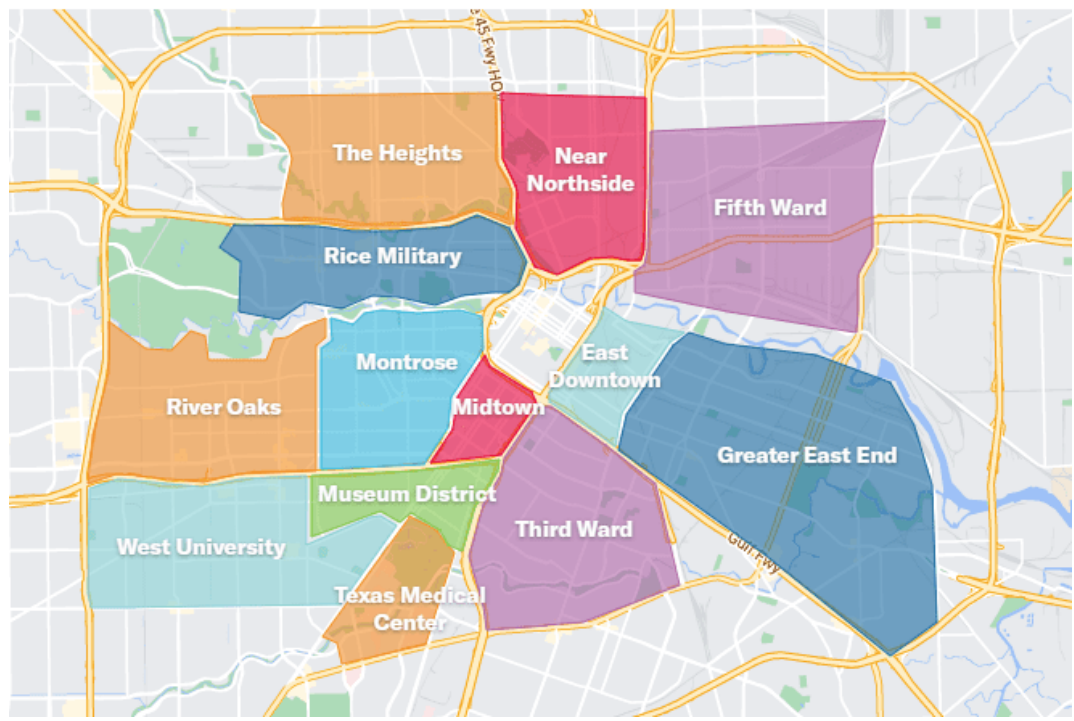 45 Fwy HO
The Heights
Near
Northside
Fifth Ward
Rice Military
East
Downtown
Montrose
River Oaks
Midtown
Greater East End
Museum District
Third Ward
West University
Gulf Fwy
Texas Medical
Center